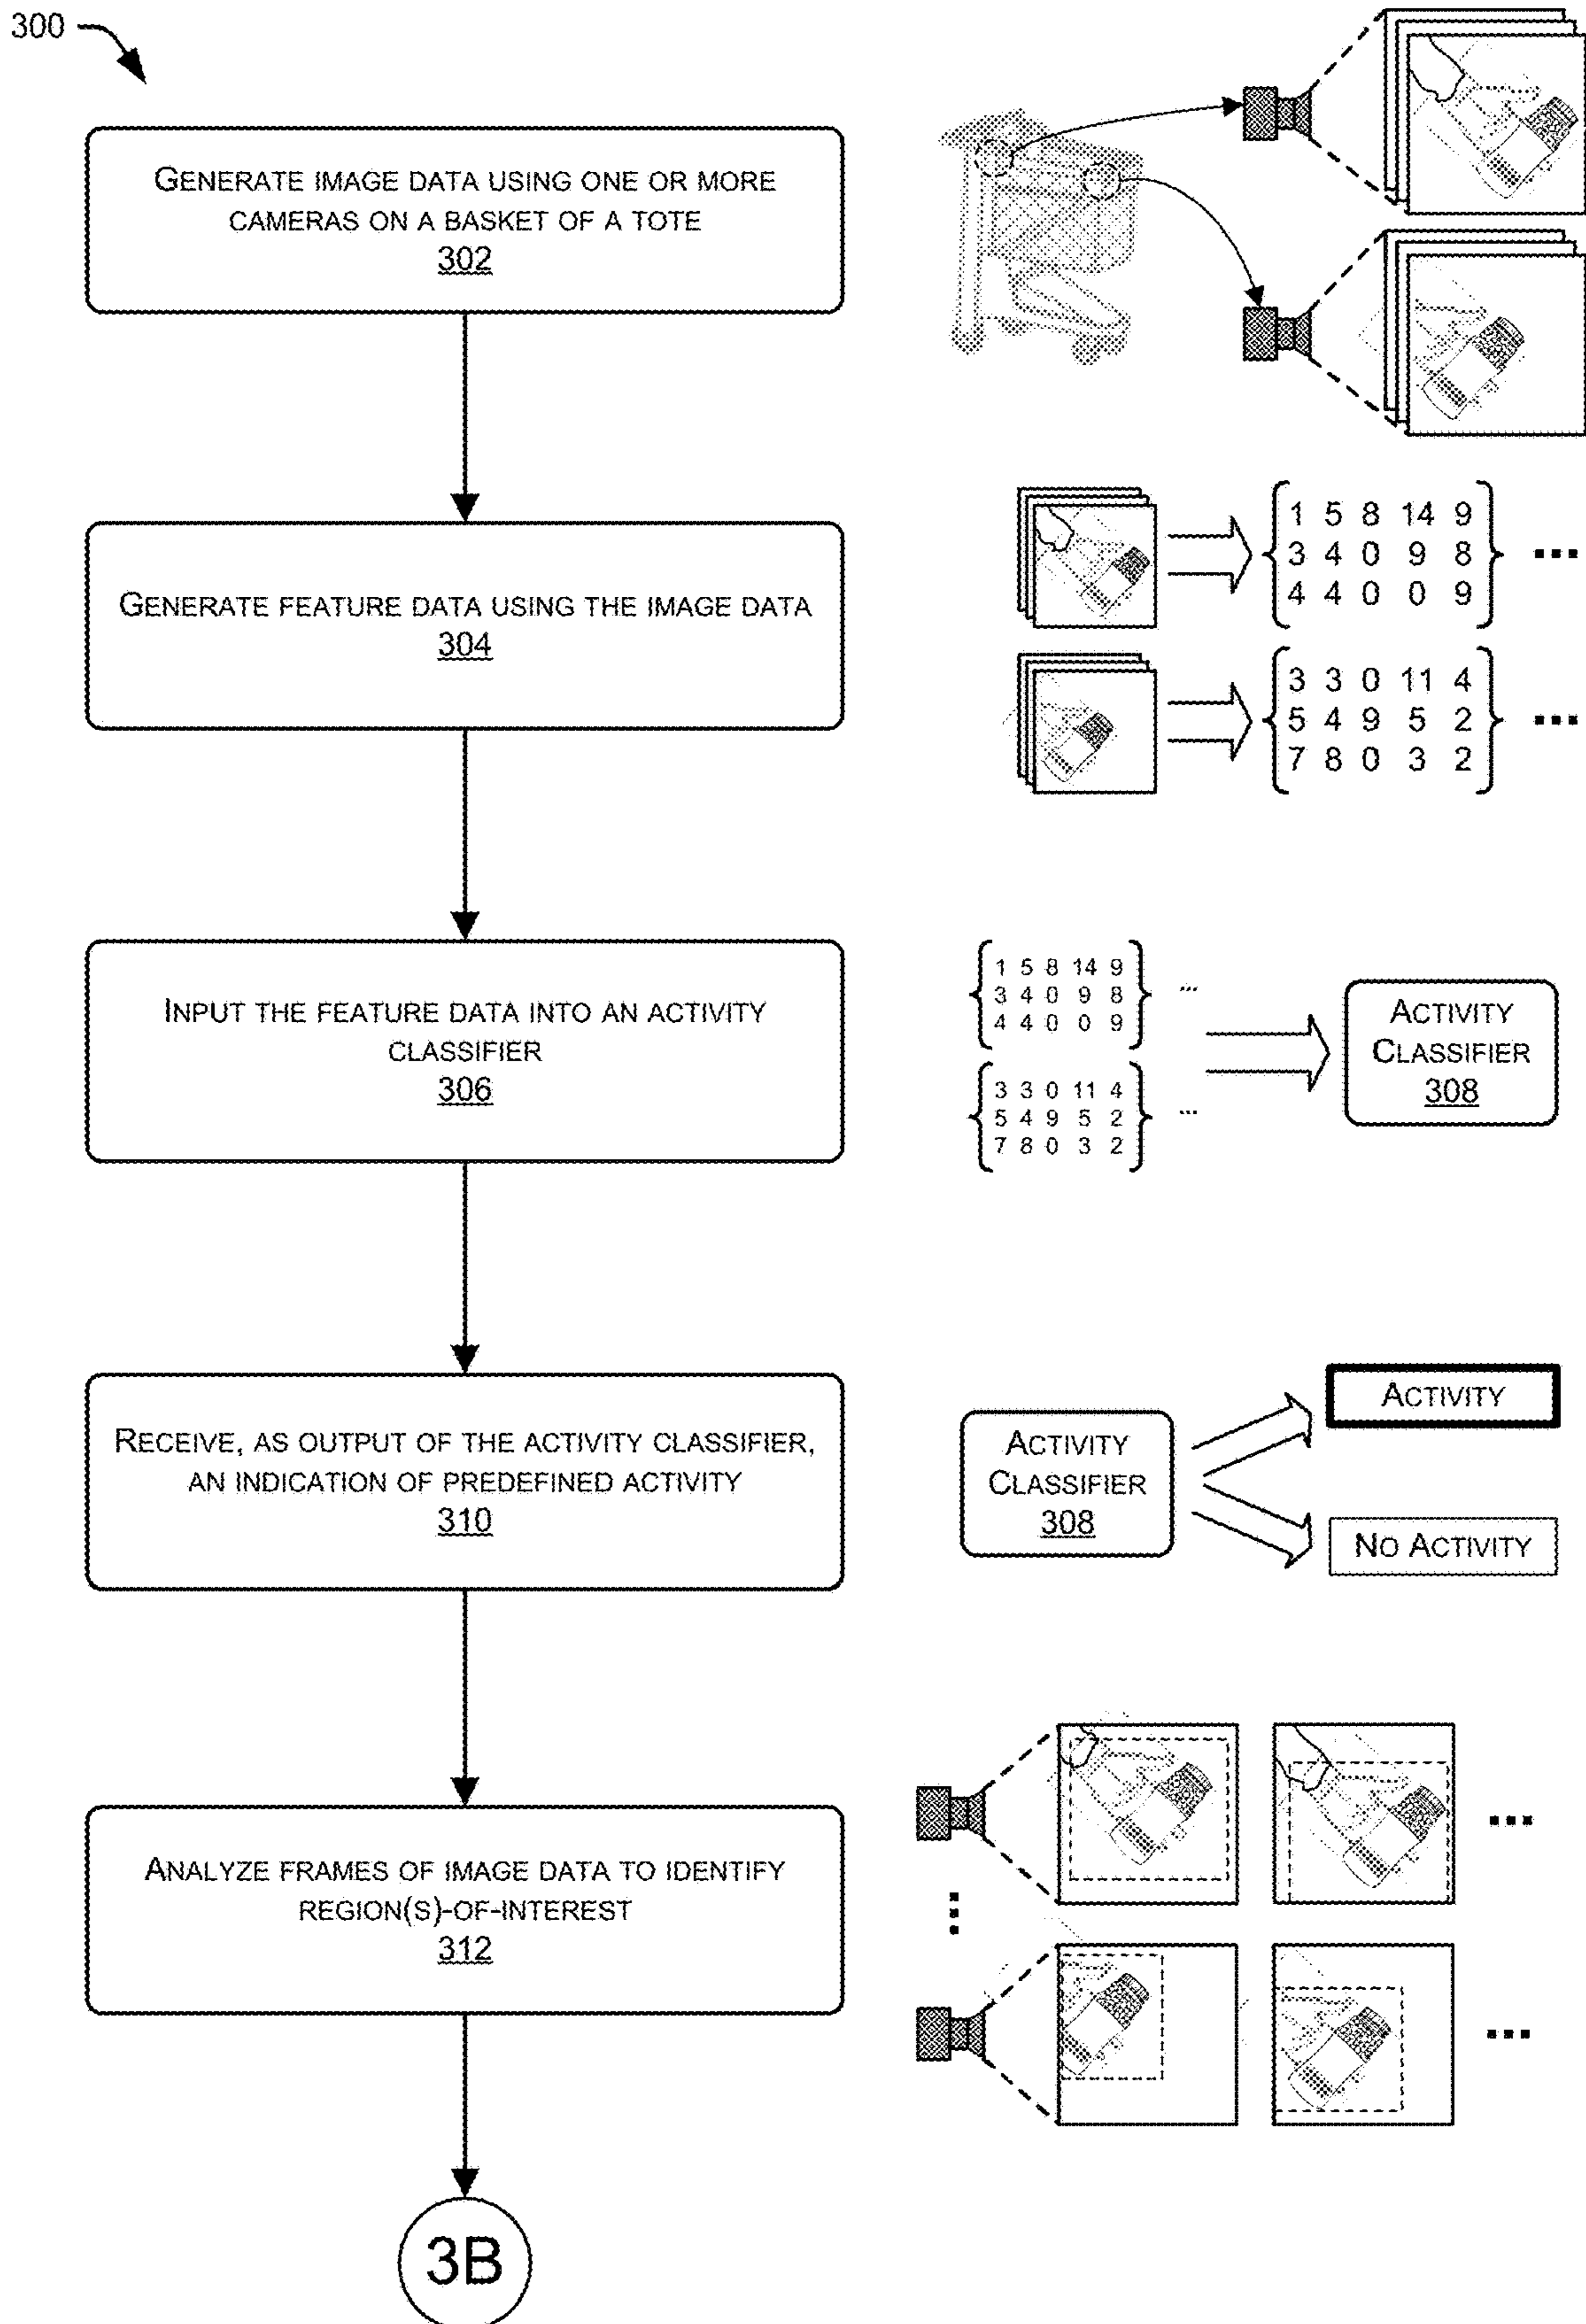 300
GENERATE IMAGE DATA USING ONE OR MORE
CAMERAS ON A BASKET OF A TOTE
302
GENERATE FEATURE DATA USING THE IMAGE DATA
304
1 5 8 14 9
3 4 0 9 8
4 4 0 0 9
...
3 3 0 11 4
5 4 9 5 2
7 8 0 3 2
...
INPUT THE FEATURE DATA INTO AN ACTIVITY
CLASSIFIER
306
1 5 8 14 9
3 4 0 9 8
4 4 0 0 9
...
3 3 0 11 4
5 4 9 5 2
7 8 0 3 2
...
ACTIVITY
CLASSIFIER
308
RECEIVE, AS OUTPUT OF THE ACTIVITY CLASSIFIER,
AN INDICATION OF PREDEFINED ACTIVITY
310
ACTIVITY
CLASSIFIER
308
ACTIVITY
NO ACTIVITY
ANALYZE FRAMES OF IMAGE DATA TO IDENTIFY
REGION(S)-OF-INTEREST
312
...
...
...
3B